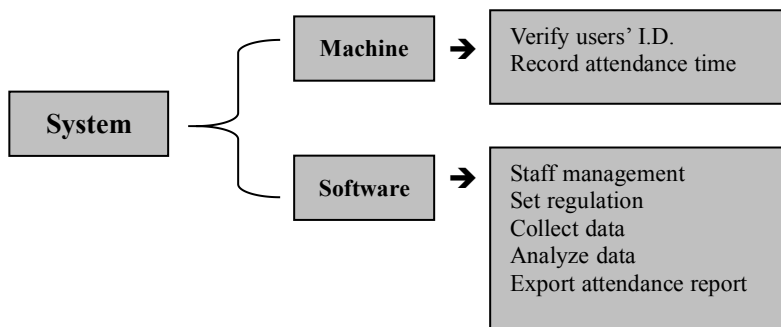 System
Machine
Verify users’ I.D.
Record attendance time
Software
Staff management
Set regulation
Collect data
Analyze data
Export attendance report